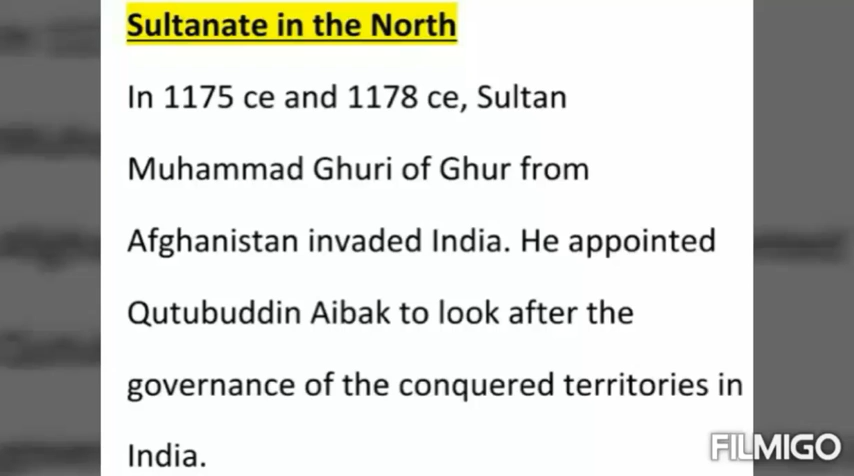 Sultanate in the North
In 1175 ce and 1178 ce, Sultan
Muhammad Ghuri of Ghur from
Afghanistan invaded India. He appointed
Qutubuddin Aibak to look after the
governance of the conquered territories in
India.
FILMIGO